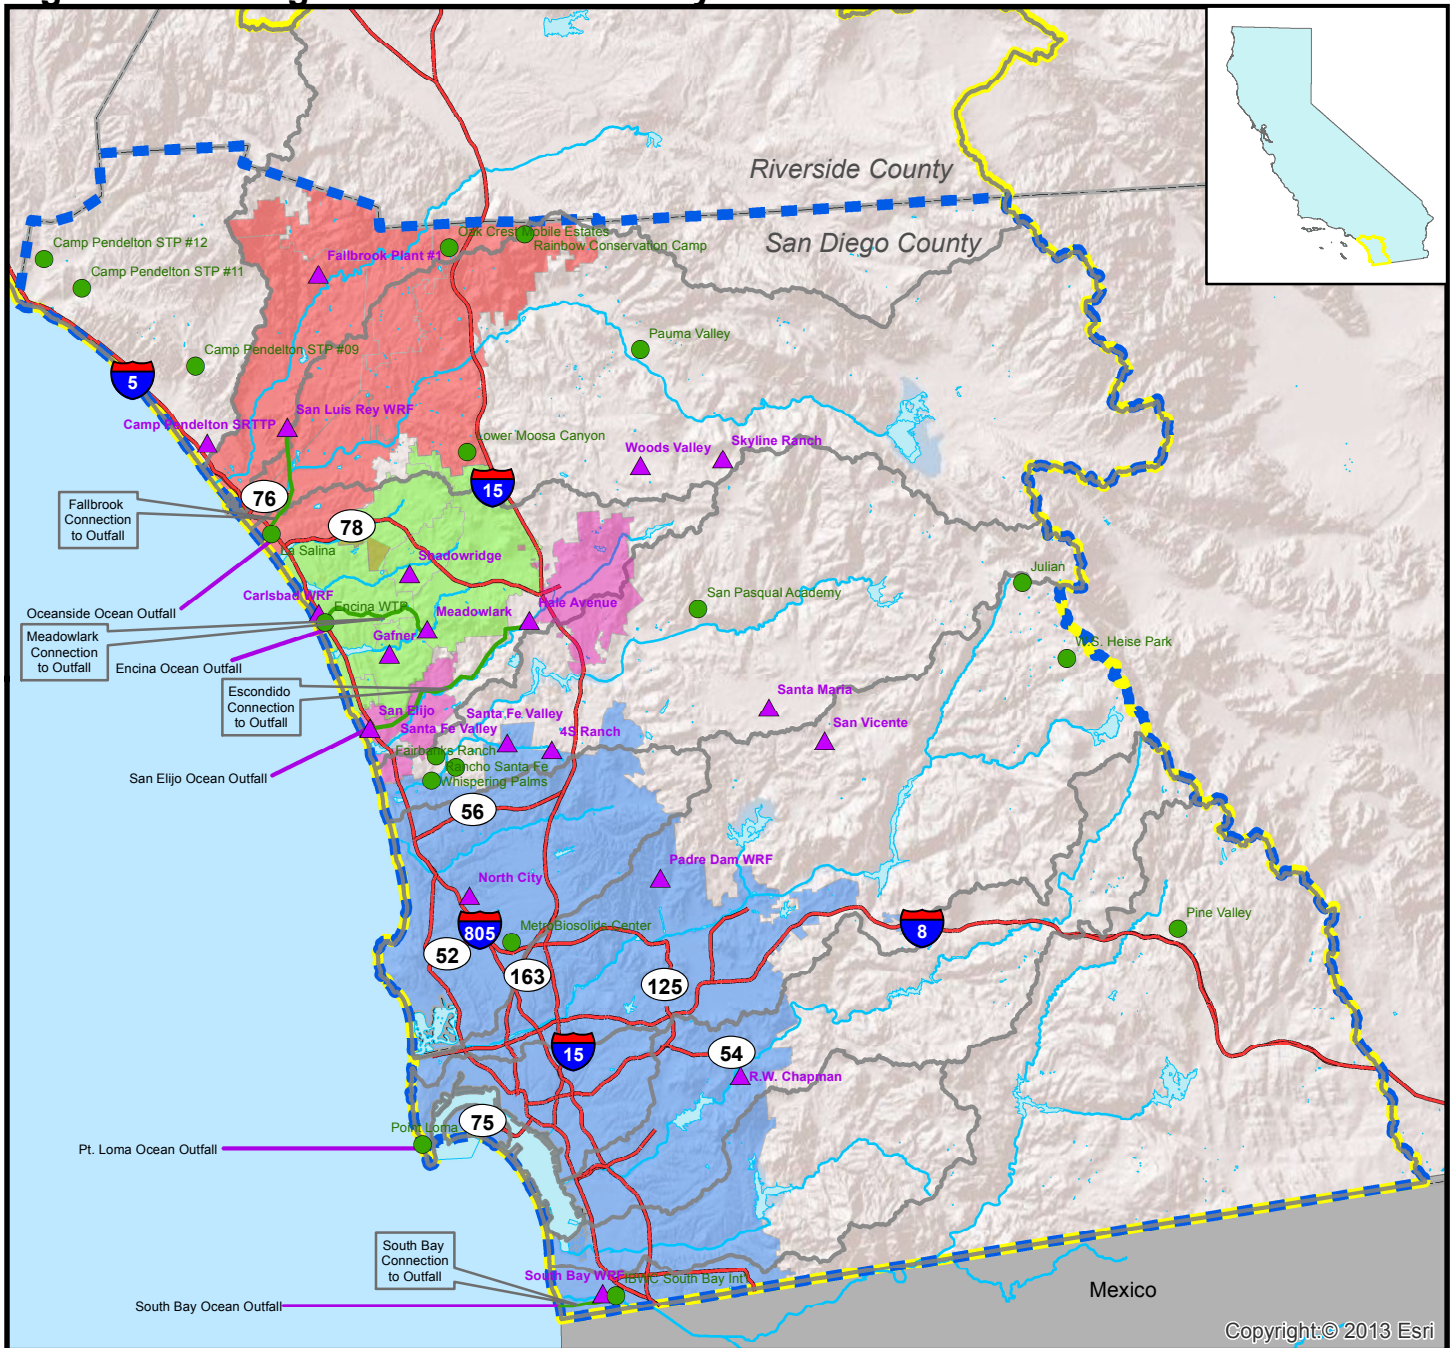 Riverside County
San Diego County
Camp Pendelton STP #12
Camp Pendelton STP #11
Fallbrook Plant #1
Oak Crest Mobile Estates
Rainbow Conservation Camp
Camp Pendelton STP #09
Pauma Valley
5
Camp Pendelton SRTTP
San Luis Rey WRF
Lower Moosa Canyon
Woods Valley
Skyline Ranch
15
76
78
Fallbrook
Connection
to Outfall
La Salina
Shadowridge
Julian
Oceanside Ocean Outfall
Carlsbad WRF
Encina WTP
Meadowlark
Hale Avenue
San Pasqual Academy
Meadowlark
Connection
to Outfall
Gafner
W.S. Heise Park
Encina Ocean Outfall
Escondido
Connection
to Outfall
San Elijo
Santa Fe Valley
Santa Fe Valley
4S Ranch
Santa Maria
San Vicente
Fairbanks Ranch
Rancho Santa Fe
Whispering Palms
San Elijo Ocean Outfall
56
Padre Dam WRF
North City
805
MetroBiosolids Center
8
Pine Valley
52
163
125
15
54
R.W. Chapman
75
Point Loma
Pt. Loma Ocean Outfall
South Bay
Connection
to Outfall
South Bay WRF
IBWC South Bay Int'l
South Bay Ocean Outfall
Mexico
Copyright:© 2013 Esri